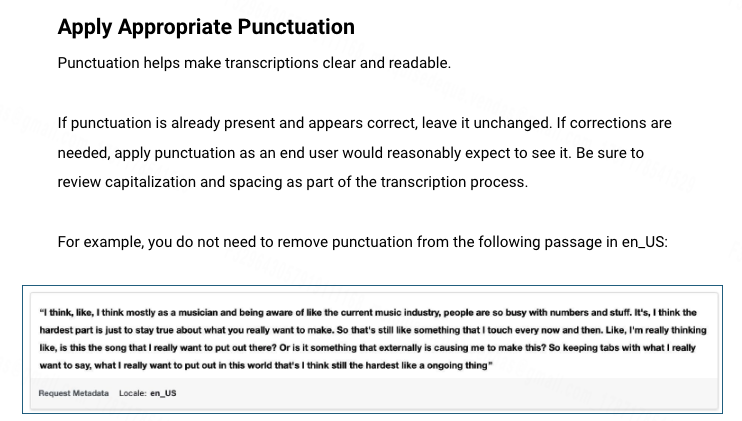 Apply Appropriate Punctuation
Punctuation helps make transcriptions clear and readable.
If punctuation is already present and appears correct, leave it unchanged. If corrections are
needed, apply punctuation as an end user would reasonably expect to see it. Be sure to
review capitalization and spacing as part of the transcription process.
For example, you do not need to remove punctuation from the following passage in en_US:
"I think, like, I think mostly as a musician and being aware of like the current music industry, people are so busy with numbers and stuff. It's, I think the
hardest part is just to stay true about what you really want to make. So that's still like something that I touch every now and then. Like, I'm really thinking
like, is this the song that I really want to put out there? Or is it something that externally is causing me to make this? So keeping tabs with what I really
want to say, what I really want to put out in this world that's I think still the hardest like a ongoing thing"
Request Metadata Locale: en_US